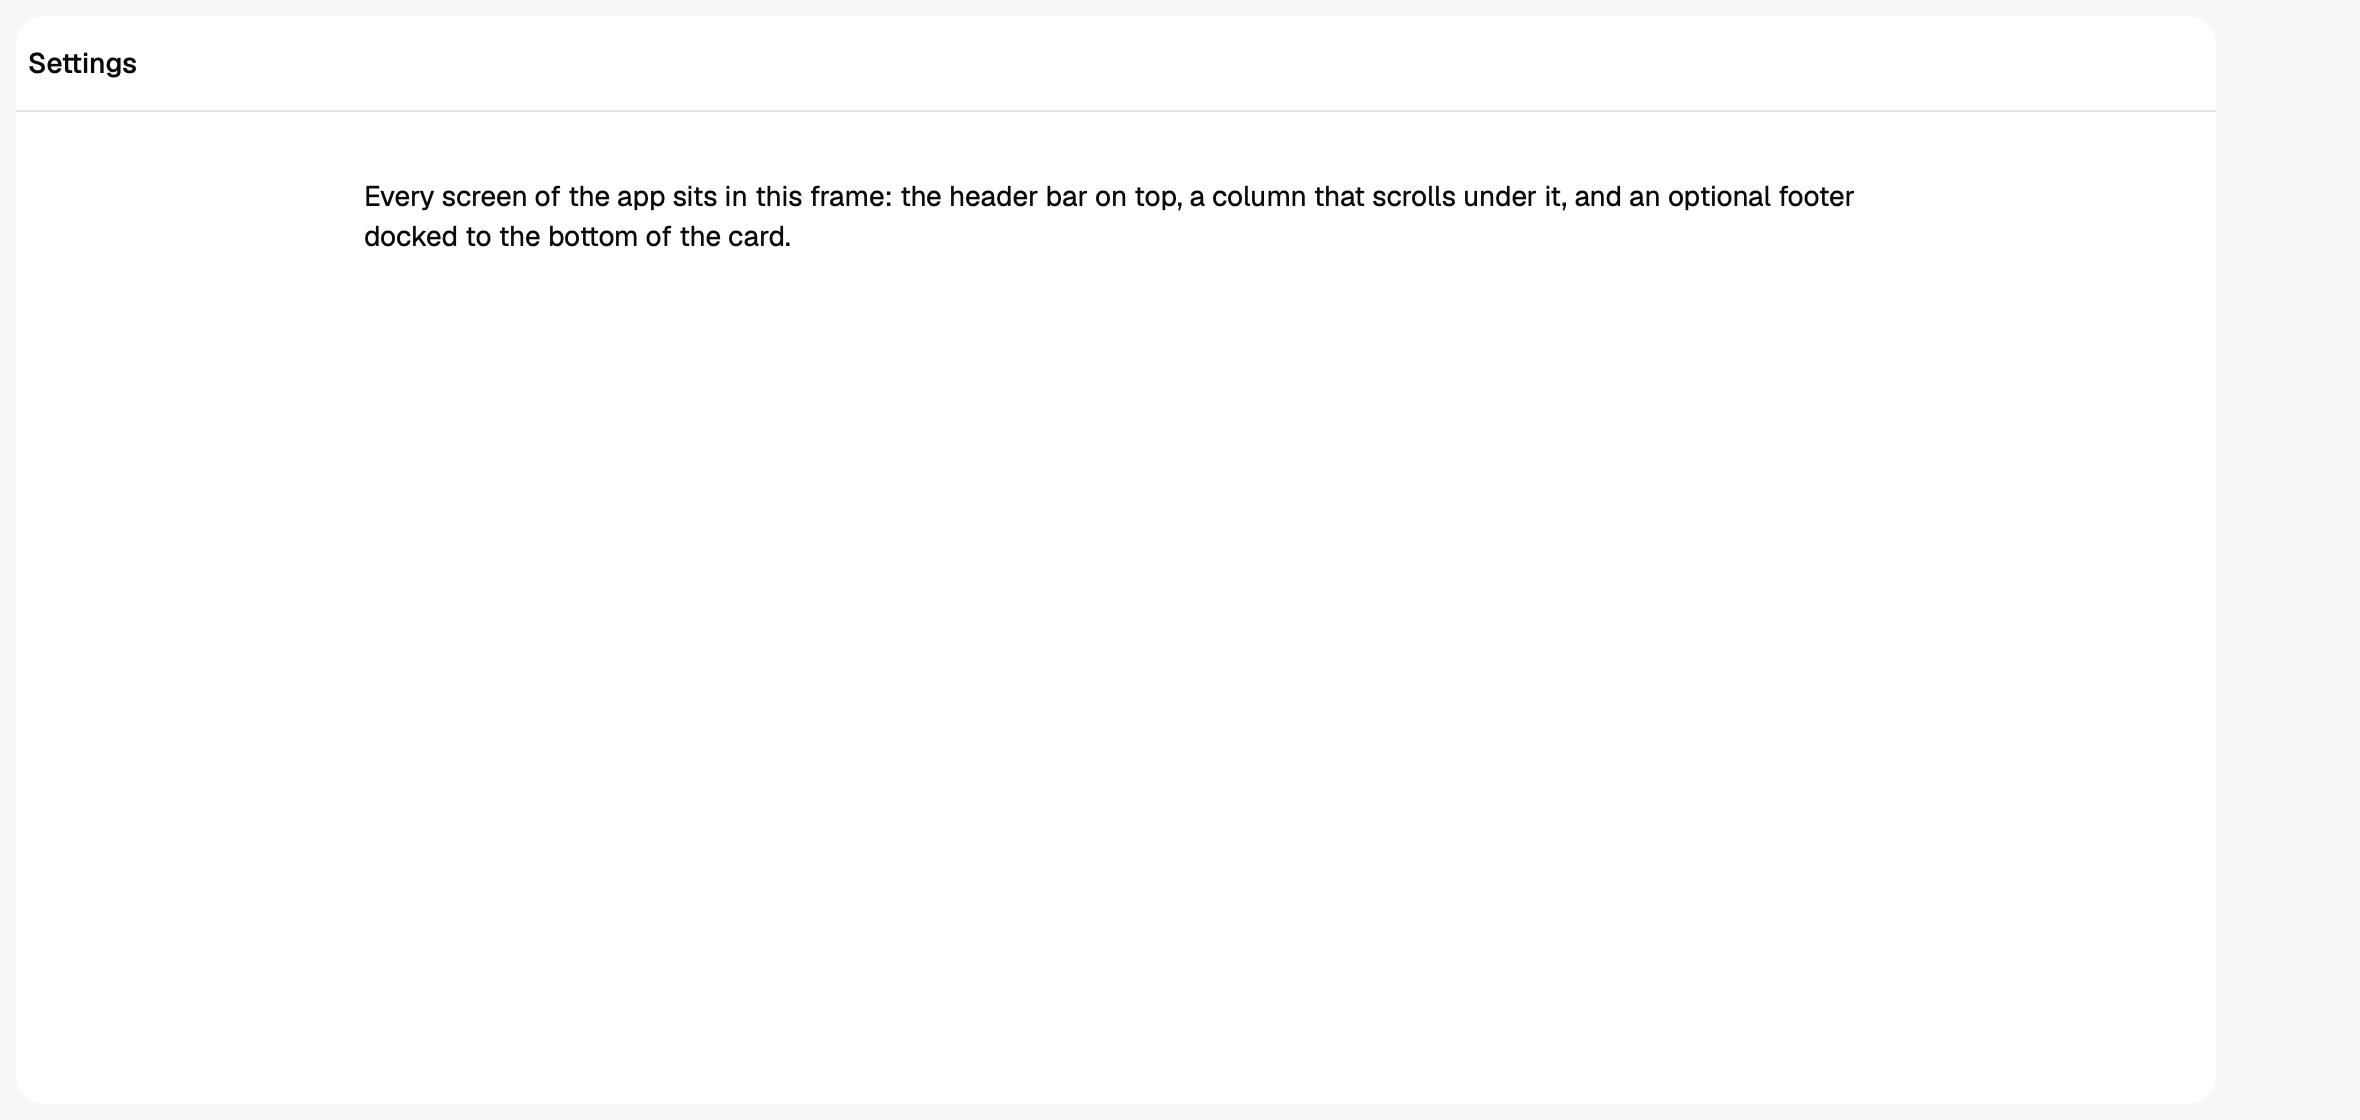 Settings
Every screen of the app sits in this frame: the header bar on top, a column that scrolls under it, and an optional footer
docked to the bottom of the card.